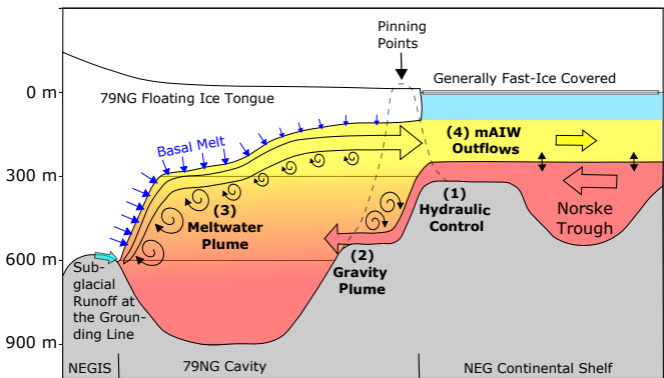 Pinning
Points
Generally Fast-Ice Covered
0 m
79NG Floating Ice Tongue
Basal Melt
(4) mAIW
Outflows
300 m
(1)
Hydraulic
Control
Norske
Trough
(3)
Meltwater
Plume
(2)
Gravity
Plume
600 m
Sub-
glacial
Runoff at
the Groun-
ding Line
900 m
NEGIS
79NG Cavity
NEG Continental Shelf